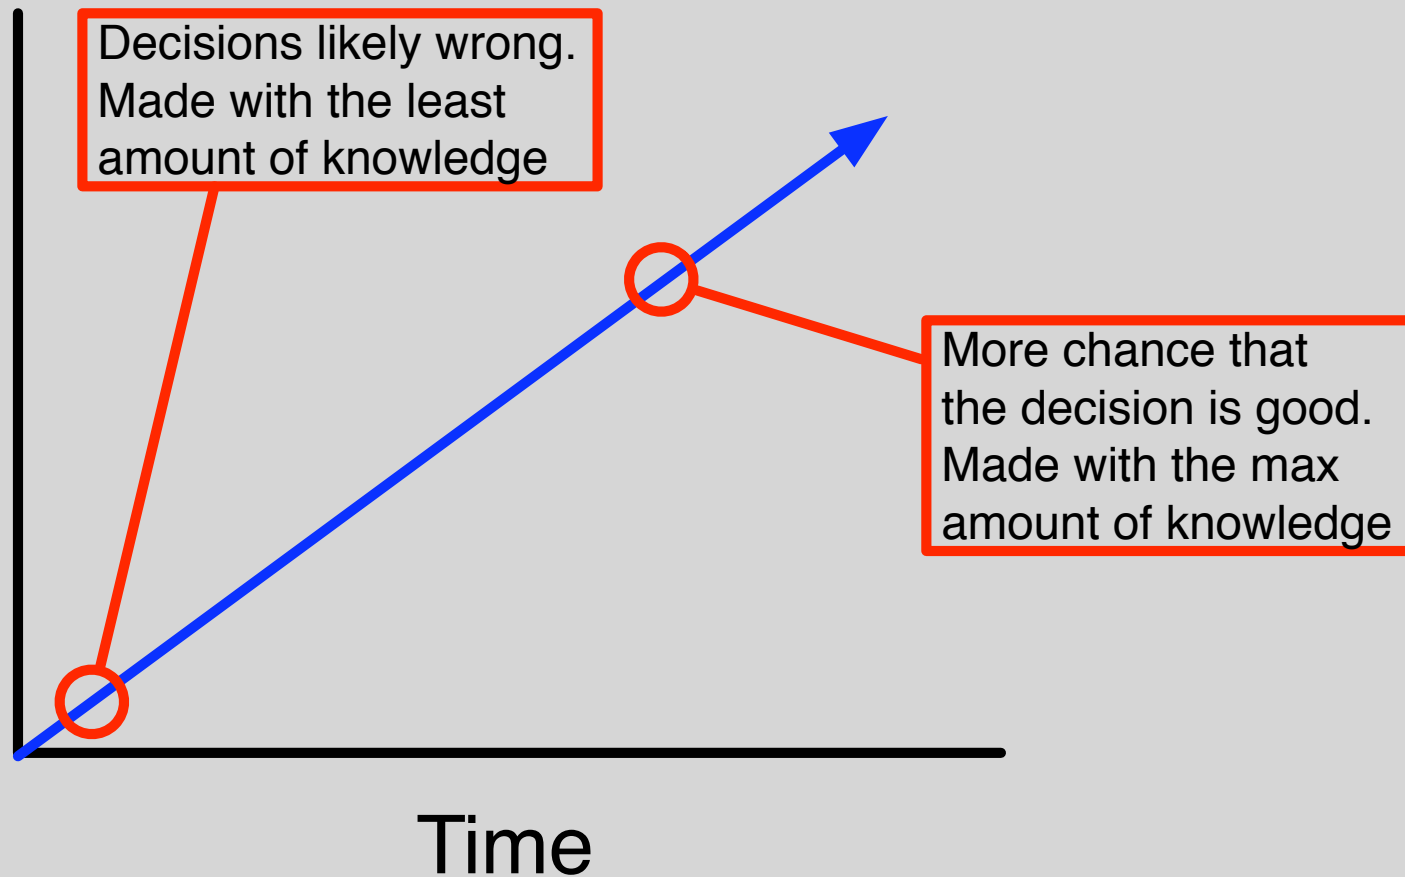 Decisions likely wrong.
Made with the least
amount of knowledge
More chance that
the decision is good.
Made with the max
amount of knowledge
Time